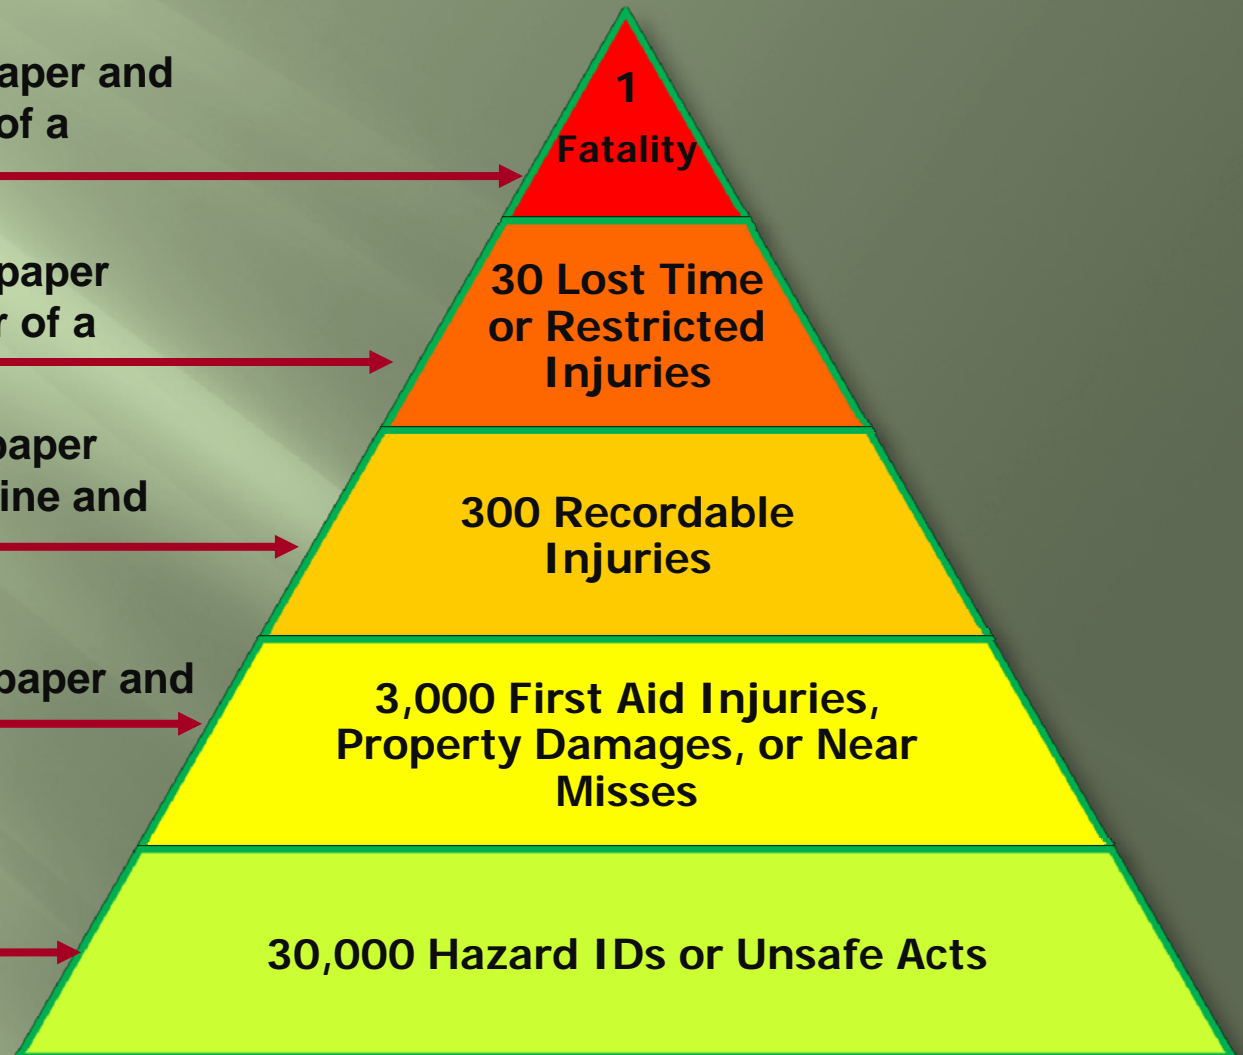 aper and
of a
1
Fatality
paper
r of a
30 Lost Time
or Restricted
Injuries
paper
ine and
300 Recordable
Injuries
paper and
3,000 First Aid Injuries,
Property Damages, or Near
Misses
30,000 Hazard IDs or Unsafe Acts